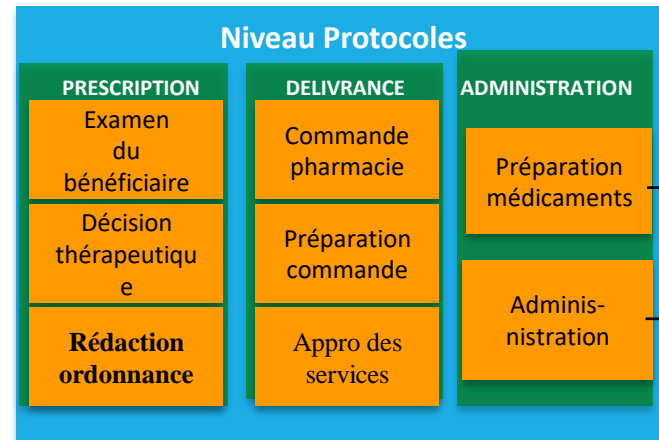 Niveau Protocoles
PRESCRIPTION
Examen
du
bénéficiaire
Décision
thérapeutiqu
e
Rédaction
ordonnance
DELIVRANCE
Commande
pharmacie
Préparation
commande
Appro des
services
ADMINISTRATION
Préparation
médicaments
Adminis-
nistration